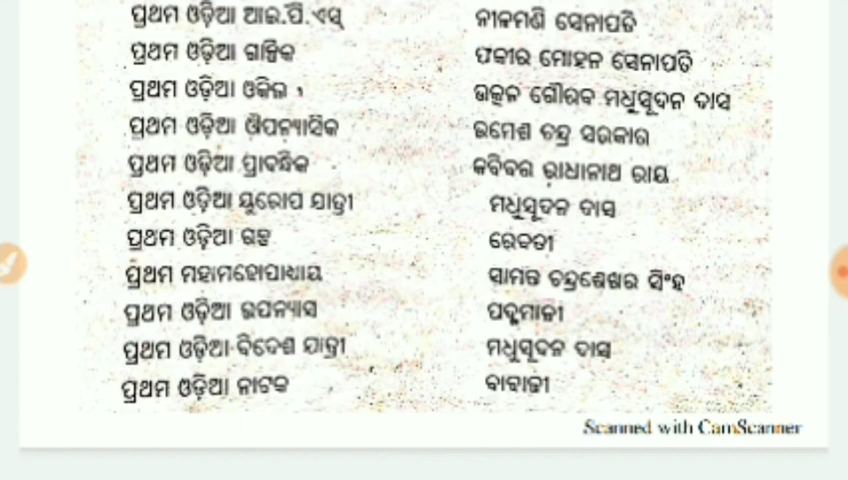 ପ୍ରଥମ ଓଡ଼ିଆ ଆଇ.ପି.ଏସ୍ ନୀଳମଣି ସେନାପତି
ପ୍ରଥମ ଓଡ଼ିଆ ଗାଳ୍ପିକ ଫକୀର ମୋହନ ସେନାପତି
ପ୍ରଥମ ଓଡ଼ିଆ ଓକିଲ ଉତ୍କଳ ଗୌରବ ମଧୁସୂଦନ ଦାସ
ପ୍ରଥମ ଓଡ଼ିଆ ଔପନ୍ୟାସିକ ଉମେଶ ଚନ୍ଦ୍ର ସରକାର
ପ୍ରଥମ ଓଡ଼ିଆ ପ୍ରାବନ୍ଧିକ କବିବର ରାଧାନାଥ ରାୟ
ପ୍ରଥମ ଓଡ଼ିଆ ୟୁରୋପ ଯାତ୍ରୀ ମଧୁସୂଦନ ଦାସ
ପ୍ରଥମ ଓଡ଼ିଆ ଗଳ୍ପ ରେବତୀ
ପ୍ରଥମ ମହାମହୋପାଧ୍ୟାୟ ସାମନ୍ତ ଚନ୍ଦ୍ରଶେଖର ସିଂହ
ପ୍ରଥମ ଓଡ଼ିଆ ଉପନ୍ୟାସ ପଦ୍ମମାଳୀ
ପ୍ରଥମ ଓଡ଼ିଆ ବିଦେଶ ଯାତ୍ରୀ ମଧୁସୂଦନ ଦାସ
ପ୍ରଥମ ଓଡ଼ିଆ ନାଟକ ବାବାଜୀ
Scanned with CamScanner